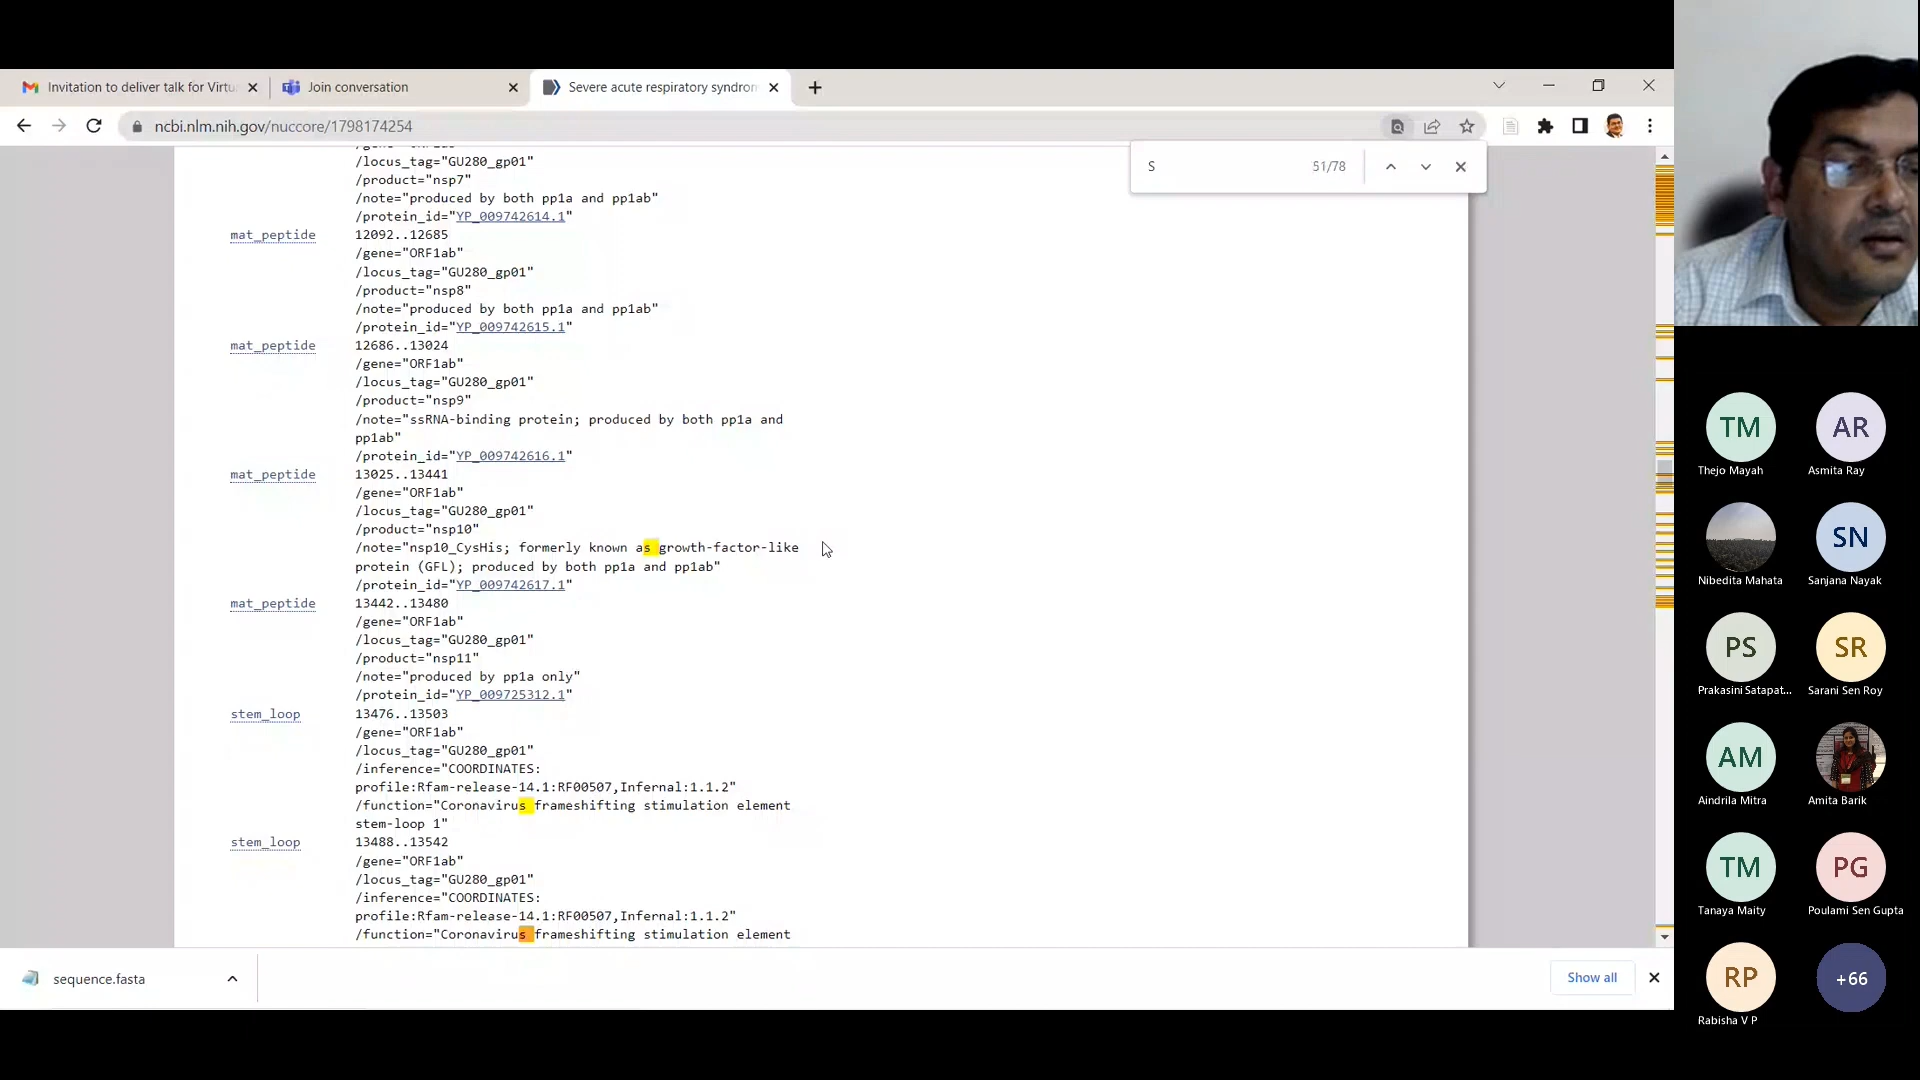 Invitation to deliver talk for Virtu
Join conversation
Severe acute respiratory syndron
ncbi.nlm.nih.gov/nuccore/1798174254
S
51/78
/locus_tag="GU280_gp01"
/product="nsp7"
/note="produced by both pp1a and pp1ab"
/protein_id="YP_009742614.1"
mat_peptide 12092..12685
/gene="ORF1ab"
/locus_tag="GU280_gp01"
/product="nsp8"
/note="produced by both pp1a and pp1ab"
/protein_id="YP_009742615.1"
mat_peptide 12686..13024
/gene="ORF1ab"
/locus_tag="GU280_gp01"
/product="nsp9"
/note="ssRNA-binding protein; produced by both pp1a and
pp1ab"
/protein_id="YP_009742616.1"
mat_peptide 13025..13441
/gene="ORF1ab"
/locus_tag="GU280_gp01"
/product="nsp10"
/note="nsp10_CysHis; formerly known as growth-factor-like
protein (GFL); produced by both pp1a and pp1ab"
/protein_id="YP_009742617.1"
mat_peptide 13442..13480
/gene="ORF1ab"
/locus_tag="GU280_gp01"
/product="nsp11"
/note="produced by pp1a only"
/protein_id="YP_009725312.1"
stem_loop 13476..13503
/gene="ORF1ab"
/locus_tag="GU280_gp01"
/inference="COORDINATES:
profile:Rfam-release-14.1:RF00507,Infernal:1.1.2"
/function="Coronavirus frameshifting stimulation element
stem-loop 1"
stem_loop 13488..13542
/gene="ORF1ab"
/locus_tag="GU280_gp01"
/inference="COORDINATES:
profile:Rfam-release-14.1:RF00507,Infernal:1.1.2"
/function="Coronavirus frameshifting stimulation element
sequence.fasta
Show all
TM
Thejo Mayah
AR
Asmita Ray
Nibedita Mahata
SN
Sanjana Nayak
PS
Prakasini Satapat...
SR
Sarani Sen Roy
AM
Aindrila Mitra
Amita Barik
TM
Tanaya Maity
PG
Poulami Sen Gupta
RP
Rabisha V P
+66